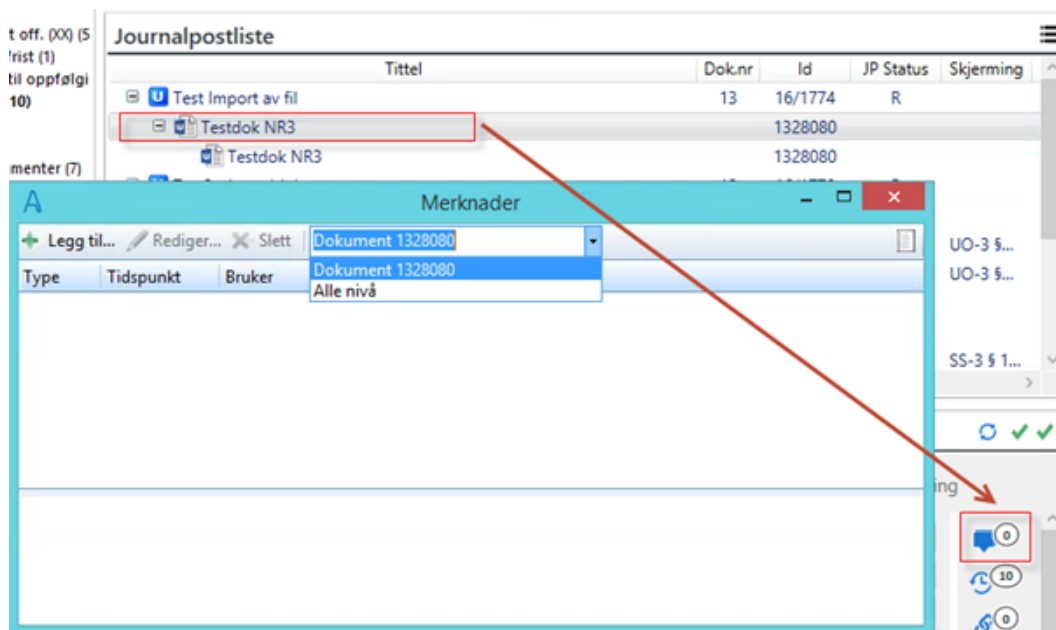 t off. (XX) (5
frist (1)
til oppfølgi
10)
menter (7)
Journalpostliste
Tittel Dok.nr Id JP Status Skjerming
U Test Import av fil 13 16/1774 R
Testdok NR3 1328080
Testdok NR3 1328080
Merknader
Legg til... Rediger... Slett Dokument 1328080
Type Tidspunkt Bruker
Dokument 1328080
Alle nivå
UO-3 §...
UO-3 §...
SS-3 § 1...
ing
0
10
0